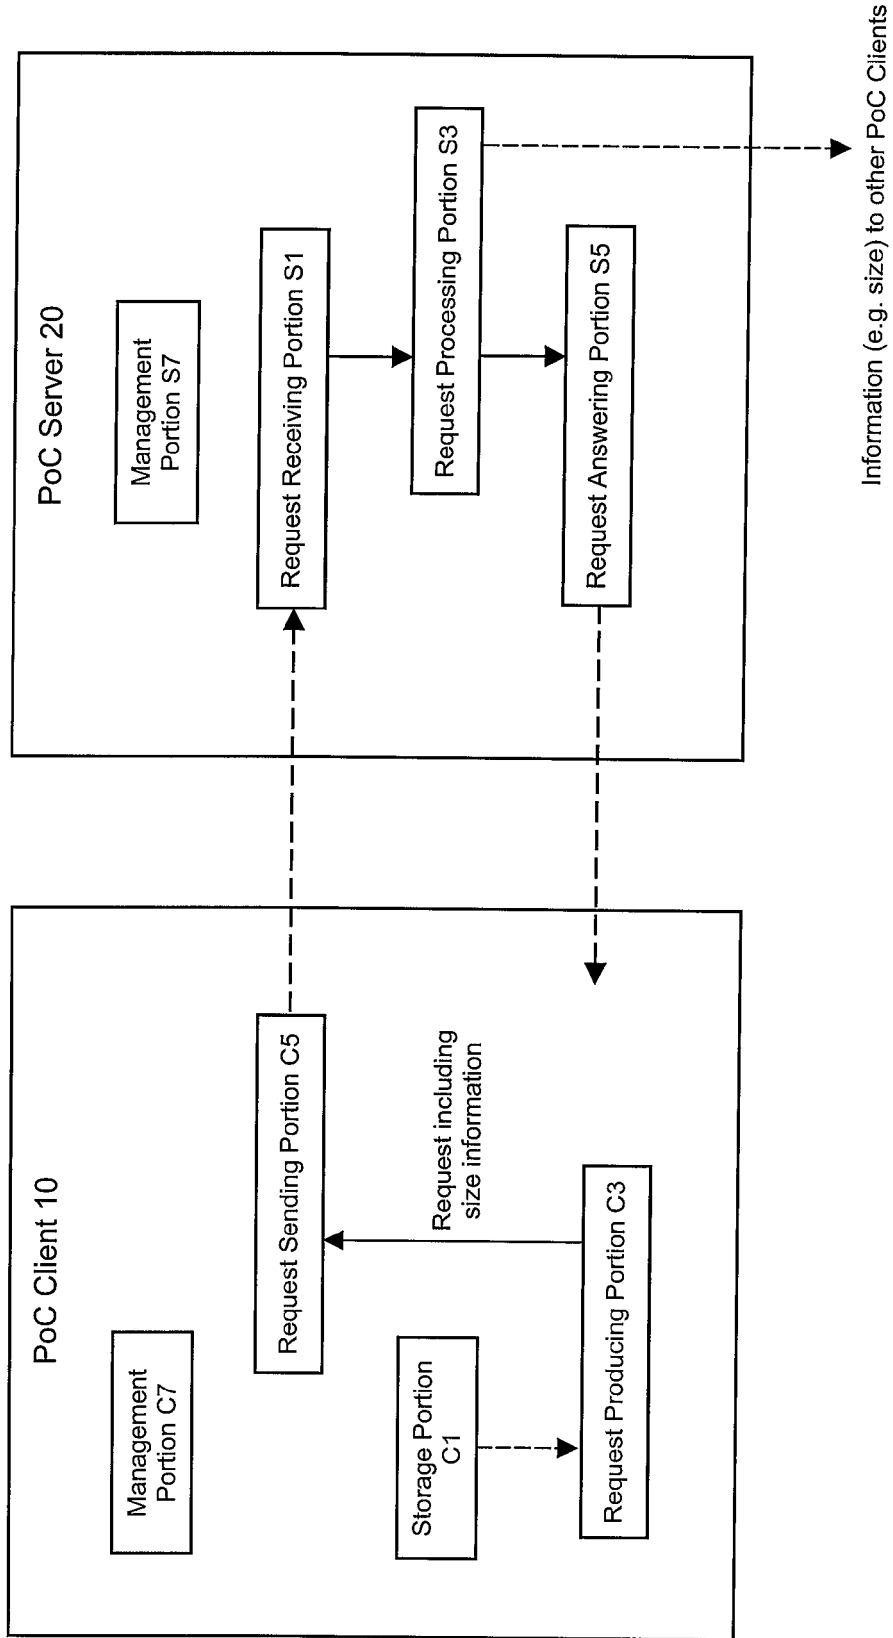 PoC Client 10
Management
Portion C7
Request Sending Portion C5
Storage Portion
C1
Request including
size information
Request Producing Portion C3
PoC Server 20
Management
Portion S7
Request Receiving Portion S1
Request Processing Portion S3
Request Answering Portion S5
Information (e.g. size) to other PoC Clients